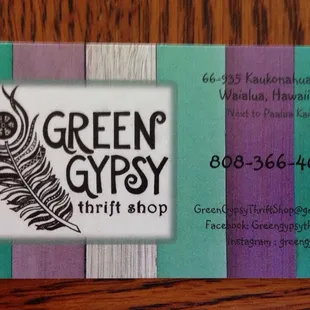 GREEN
GYPSY
thrift shop
66-935 Kaukonahua
Waialua, Hawaii
Next to Paalaa Ka
808-366-4
GreenGypsyThriftShop@g
Facebook: Greengypsyth
Instagram : greeng